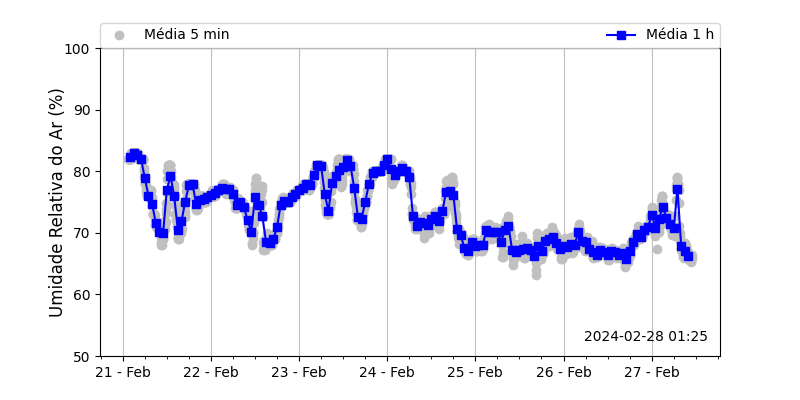 Média 5 min
Média 1 h
Umidade Relativa do Ar (%)
100
90
80
70
60
50
2024-02-28 01:25
21 - Feb
22 - Feb
23 - Feb
24 - Feb
25 - Feb
26 - Feb
27 - Feb